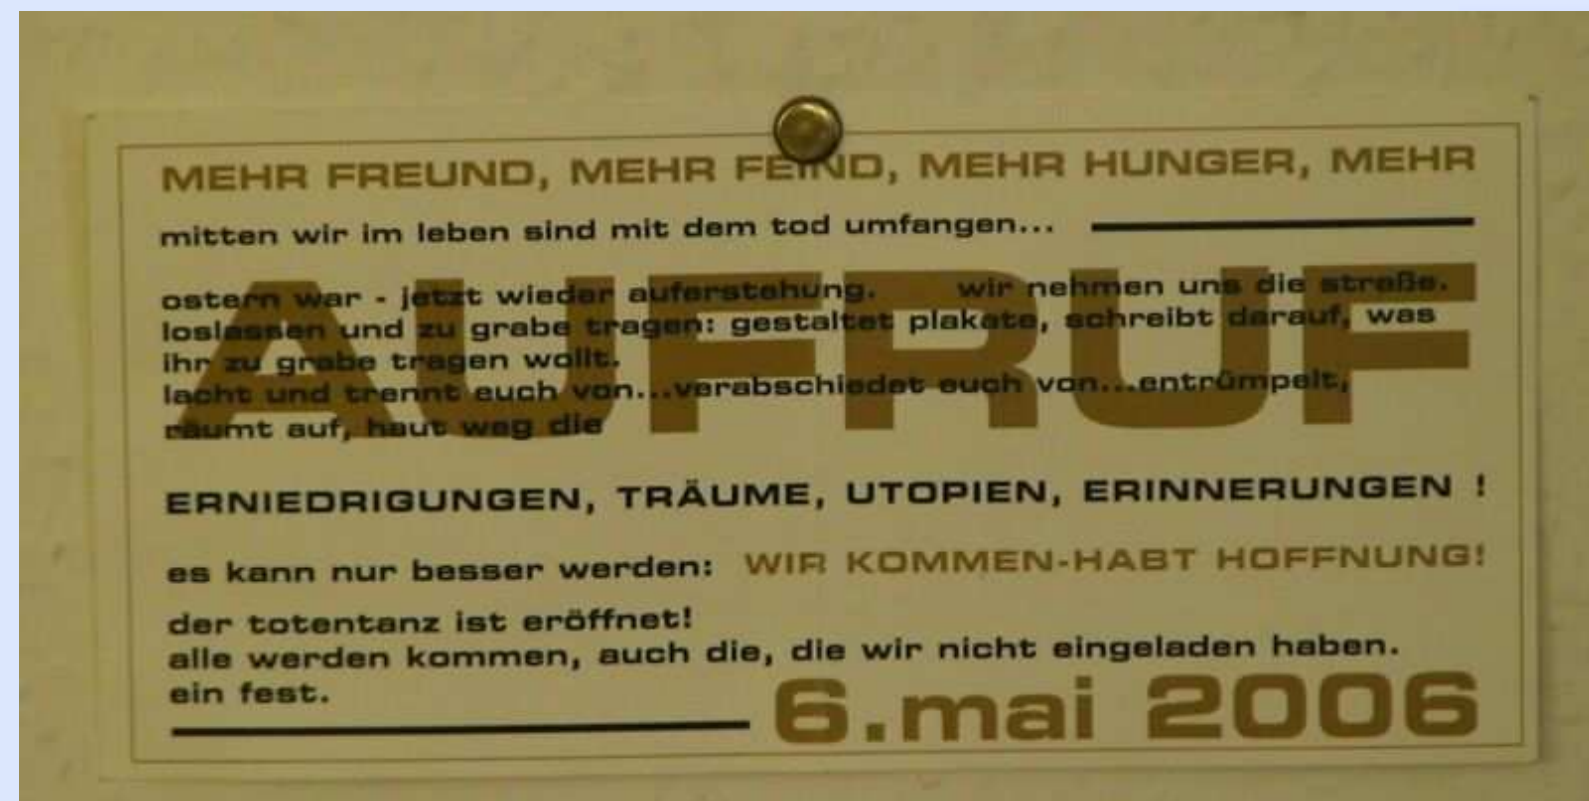 MEHR FREUND, MEHR FEIND, MEHR HUNGER, MEHR
mitten wir im leben sind mit dem tod umfangen...
AUFRUF
ostern war - jetzt wieder auferstehung. wir nehmen uns die straße.
loslassen und zu grabe tragen: gestaltet plakate, schreibt darauf, was
ihr zu grabe tragen wollt.
lacht und trennt euch von...verabschiedet euch von...entrümpelt,
räumt auf, haut weg die
ERNIEDRIGUNGEN, TRÄUME, UTOPIEN, ERINNERUNGEN !
es kann nur besser werden: WIR KOMMEN-HABT HOFFNUNG!
der totentanz ist eröffnet!
alle werden kommen, auch die, die wir nicht eingeladen haben.
ein fest.
6.mai 2006